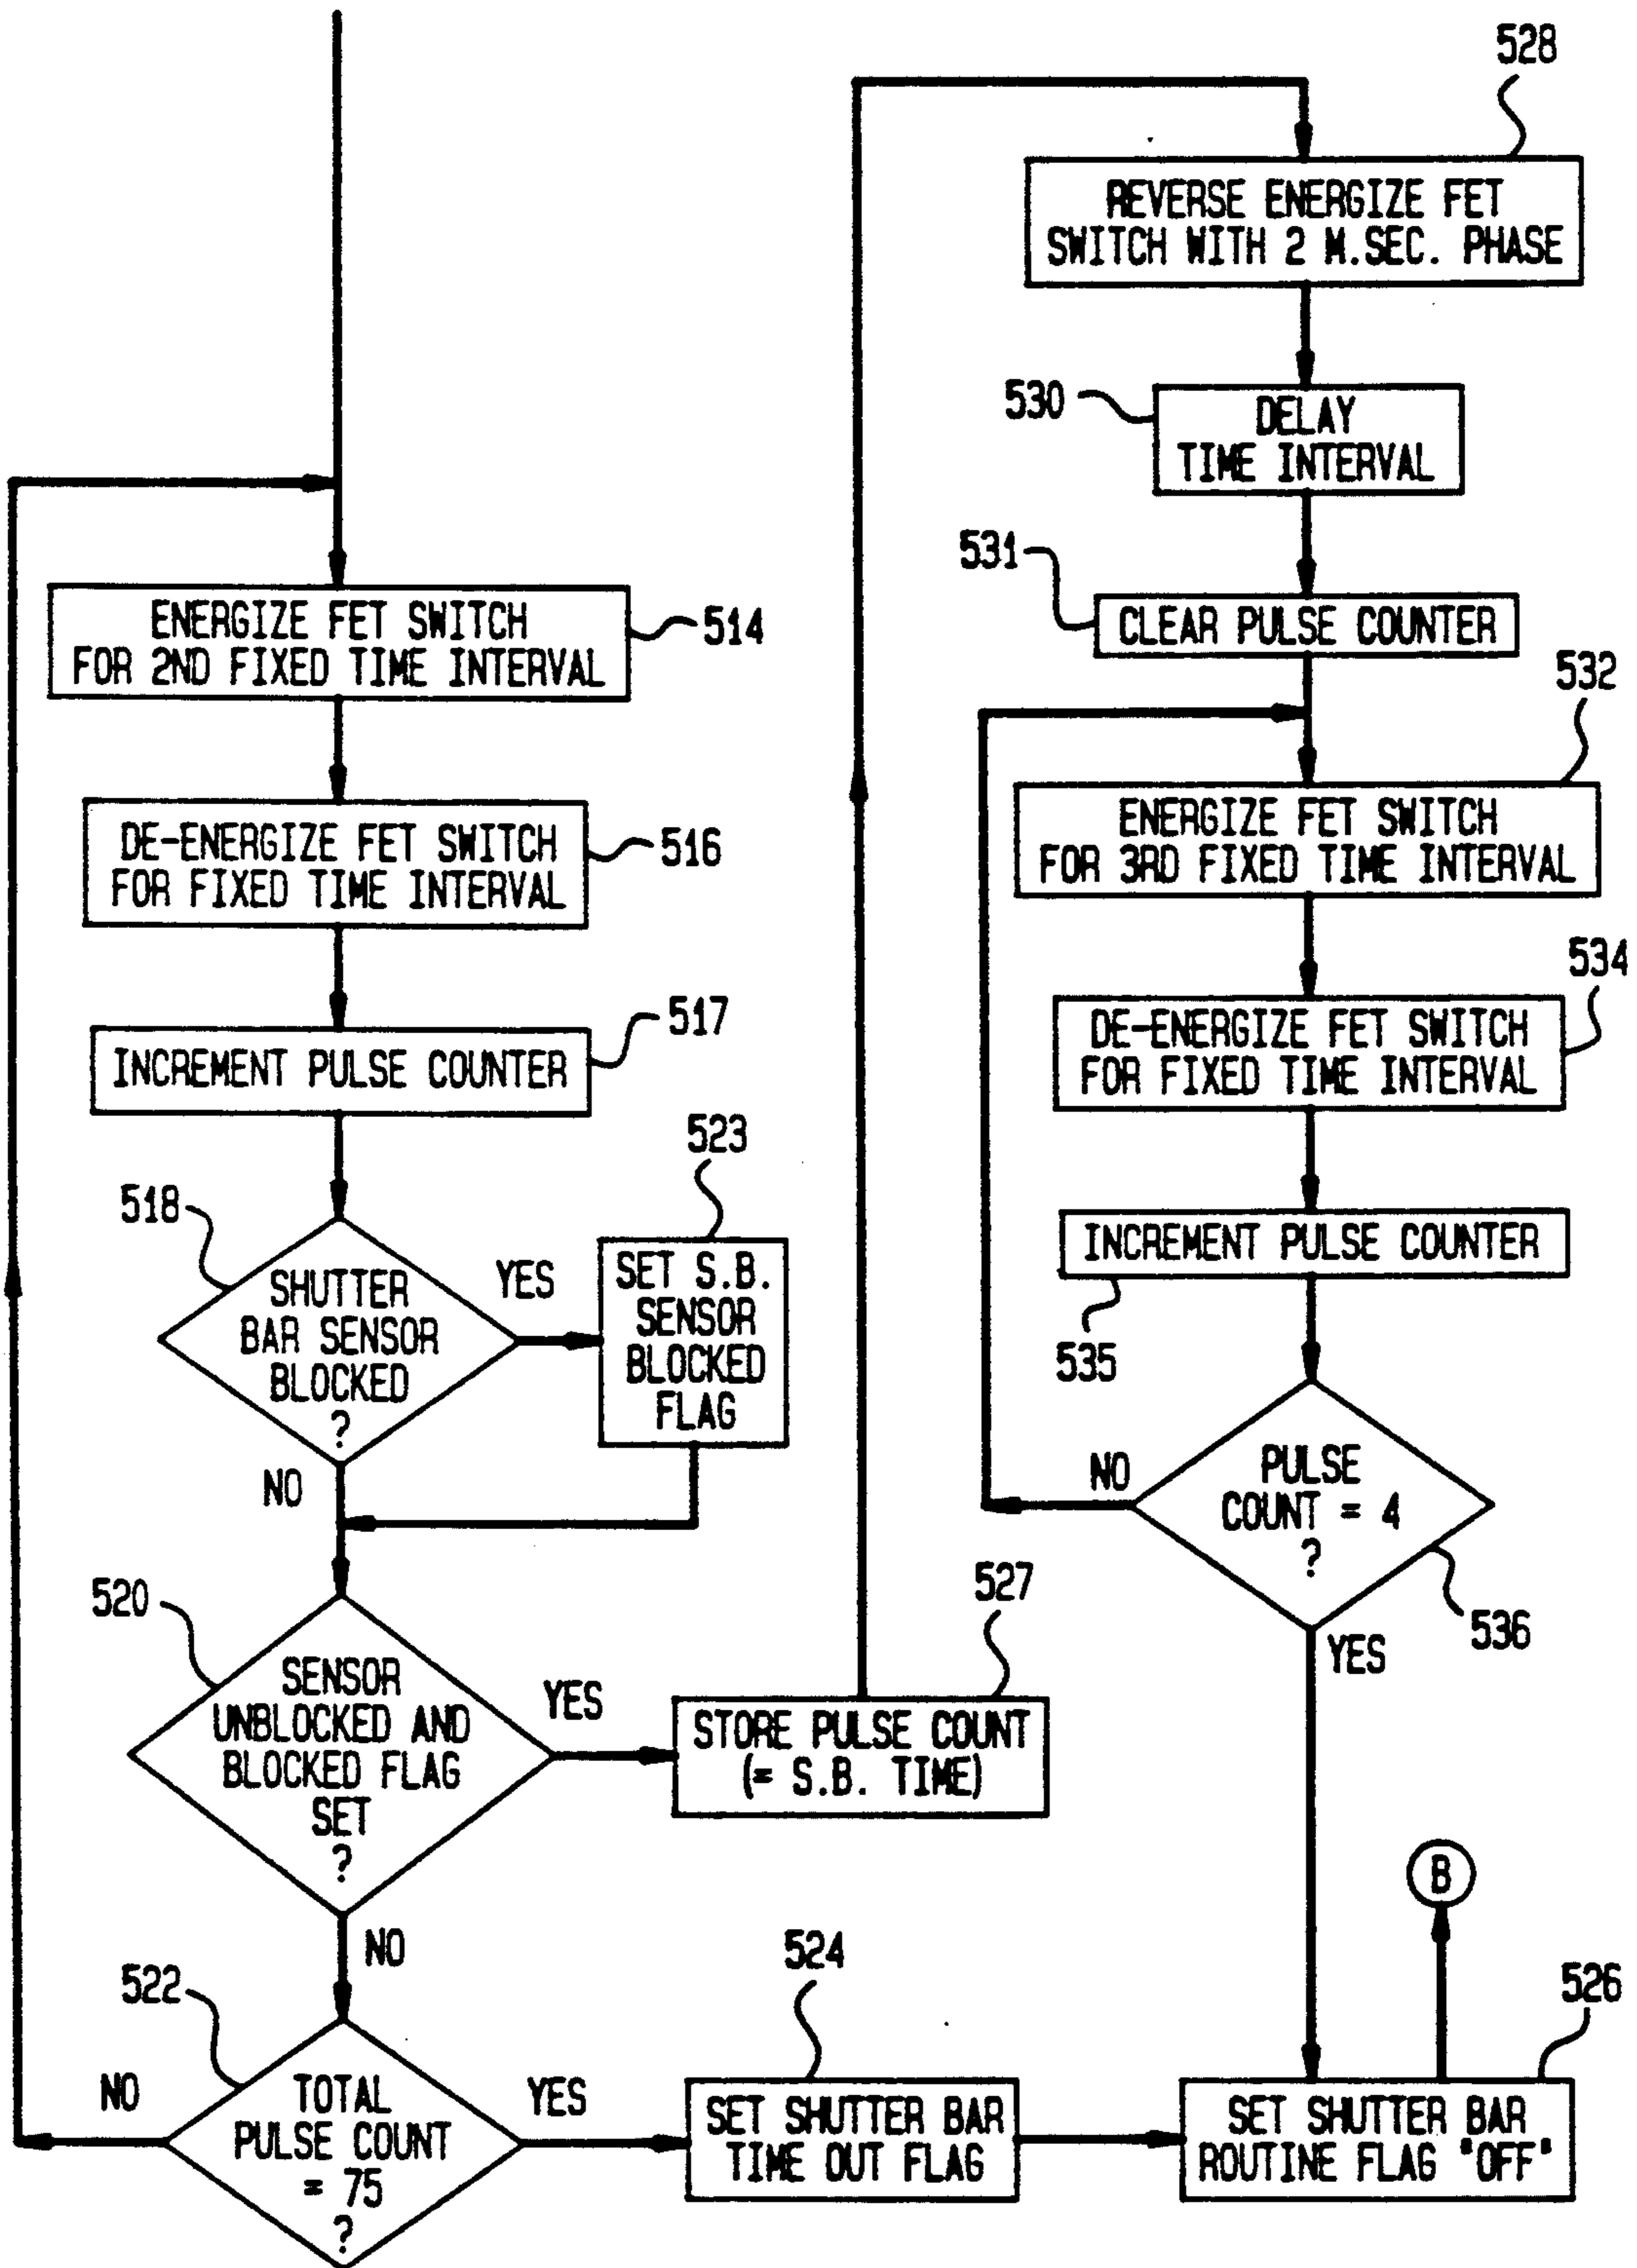 ENERGIZE FET SWITCH
FOR 2ND FIXED TIME INTERVAL
514
DE-ENERGIZE FET SWITCH
FOR FIXED TIME INTERVAL
516
517
INCREMENT PULSE COUNTER
523
518
SHUTTER
BAR SENSOR
BLOCKED
?
YES
NO
SET S.B.
SENSOR
BLOCKED
FLAG
520
SENSOR
UNBLOCKED AND
BLOCKED FLAG
SET
?
YES
NO
527
STORE PULSE COUNT
(= S.B. TIME)
522
TOTAL
PULSE COUNT
= 75
?
NO
YES
524
SET SHUTTER BAR
TIME OUT FLAG
528
REVERSE ENERGIZE FET
SWITCH WITH 2 M.SEC. PHASE
530
DELAY
TIME INTERVAL
531
CLEAR PULSE COUNTER
532
ENERGIZE FET SWITCH
FOR 3RD FIXED TIME INTERVAL
534
DE-ENERGIZE FET SWITCH
FOR FIXED TIME INTERVAL
INCREMENT PULSE COUNTER
535
PULSE
COUNT = 4
?
NO
YES
536
B
526
SET SHUTTER BAR
ROUTINE FLAG "OFF"